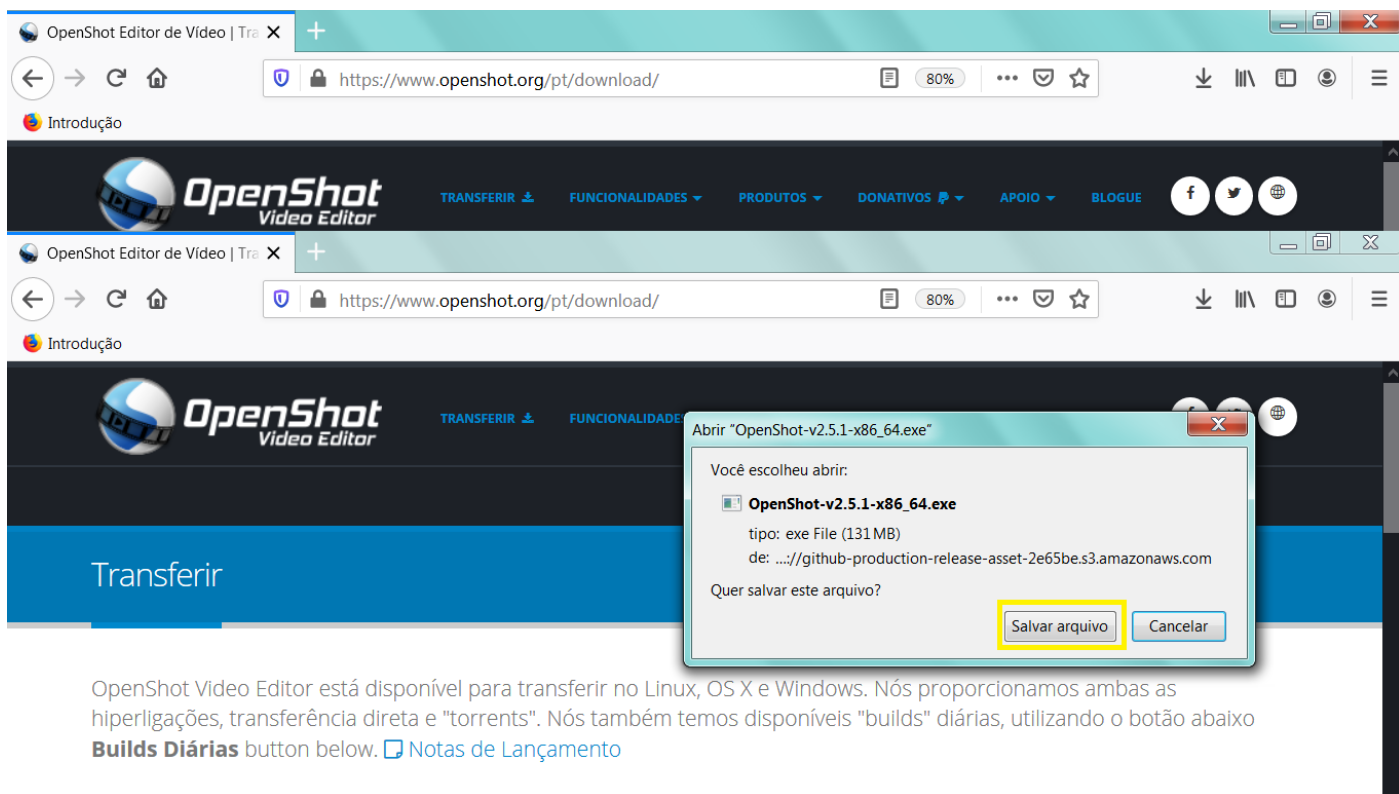 OpenShot Editor de Vídeo | Tra
https://www.openshot.org/pt/download/ 80%
Introdução
OpenShot
Video Editor
TRANSFERIR FUNCIONALIDADES PRODUTOS DONATIVOS APOIO BLOGUE
OpenShot Editor de Vídeo | Tra
https://www.openshot.org/pt/download/ 80%
Introdução
OpenShot
Video Editor
TRANSFERIR FUNCIONALIDADE
Abrir "OpenShot-v2.5.1-x86_64.exe"
Você escolheu abrir:
OpenShot-v2.5.1-x86_64.exe
tipo: exe File (131 MB)
de: ...://github-production-release-asset-2e65be.s3.amazonaws.com
Quer salvar este arquivo?
Salvar arquivo Cancelar
Transferir
OpenShot Video Editor está disponível para transferir no Linux, OS X e Windows. Nós proporcionamos ambas as
hiperligações, transferência direta e "torrents". Nós também temos disponíveis "builds" diárias, utilizando o botão abaixo
Builds Diárias button below. Notas de Lançamento